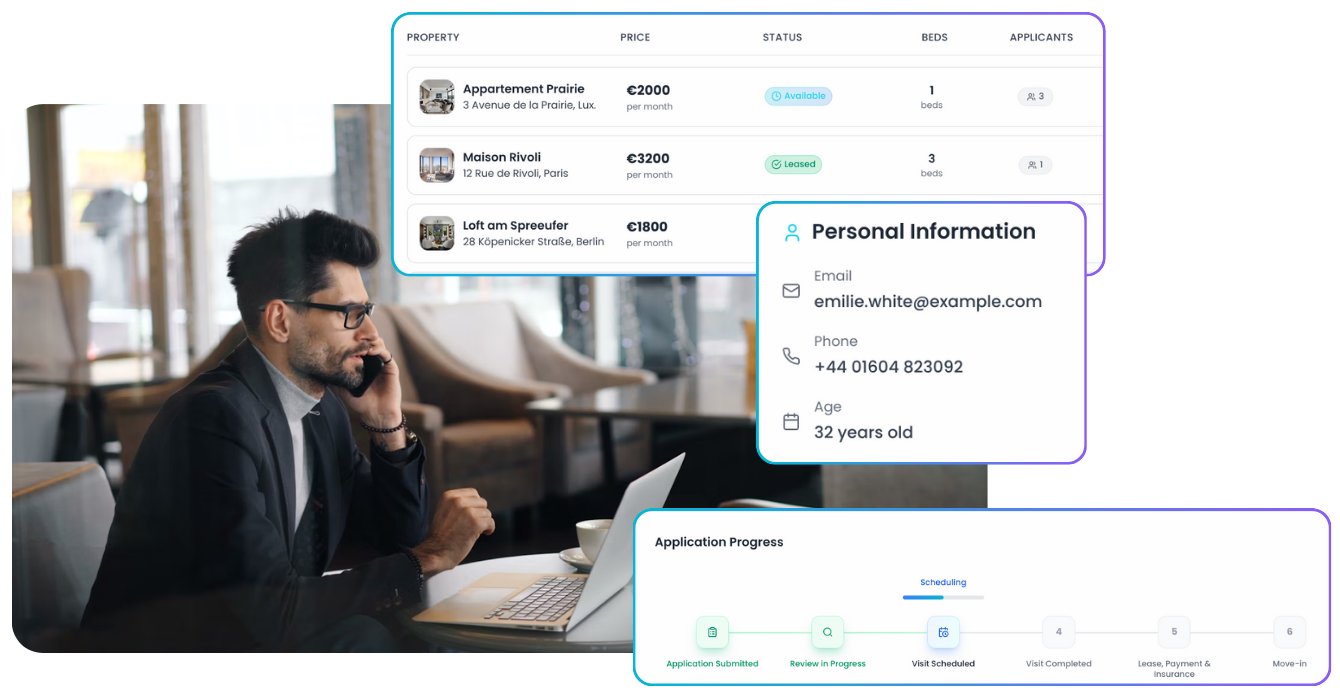 PROPERTY PRICE STATUS BEDS APPLICANTS
Appartement Prairie €2000 Available 1 3
3 Avenue de la Prairie, Lux. per month beds
Maison Rivoli €3200 Leased 3 1
12 Rue de Rivoli, Paris per month beds
Loft am Spreeufer €1800
28 Köpenicker Straße, Berlin per month
Personal Information
Email
emilie.white@example.com
Phone
+44 01604 823092
Age
32 years old
Application Progress
Scheduling
4 5 6
Application Submitted Review in Progress Visit Scheduled Visit Completed Lease, Payment & Move-in
Insurance